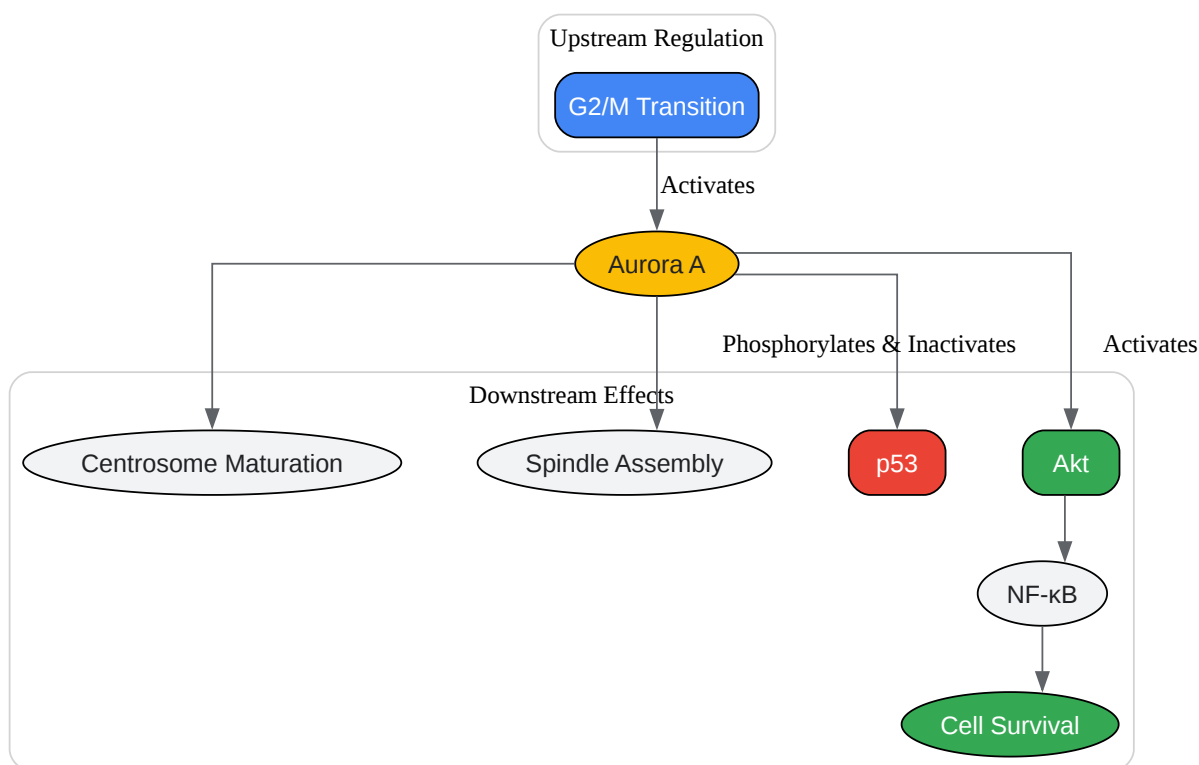 Upstream Regulation
G2/M Transition
Activates
Aurora A
Phosphorylates & Inactivates
Activates
Downstream Effects
Centrosome Maturation
Spindle Assembly
p53
Akt
NF-κB
Cell Survival